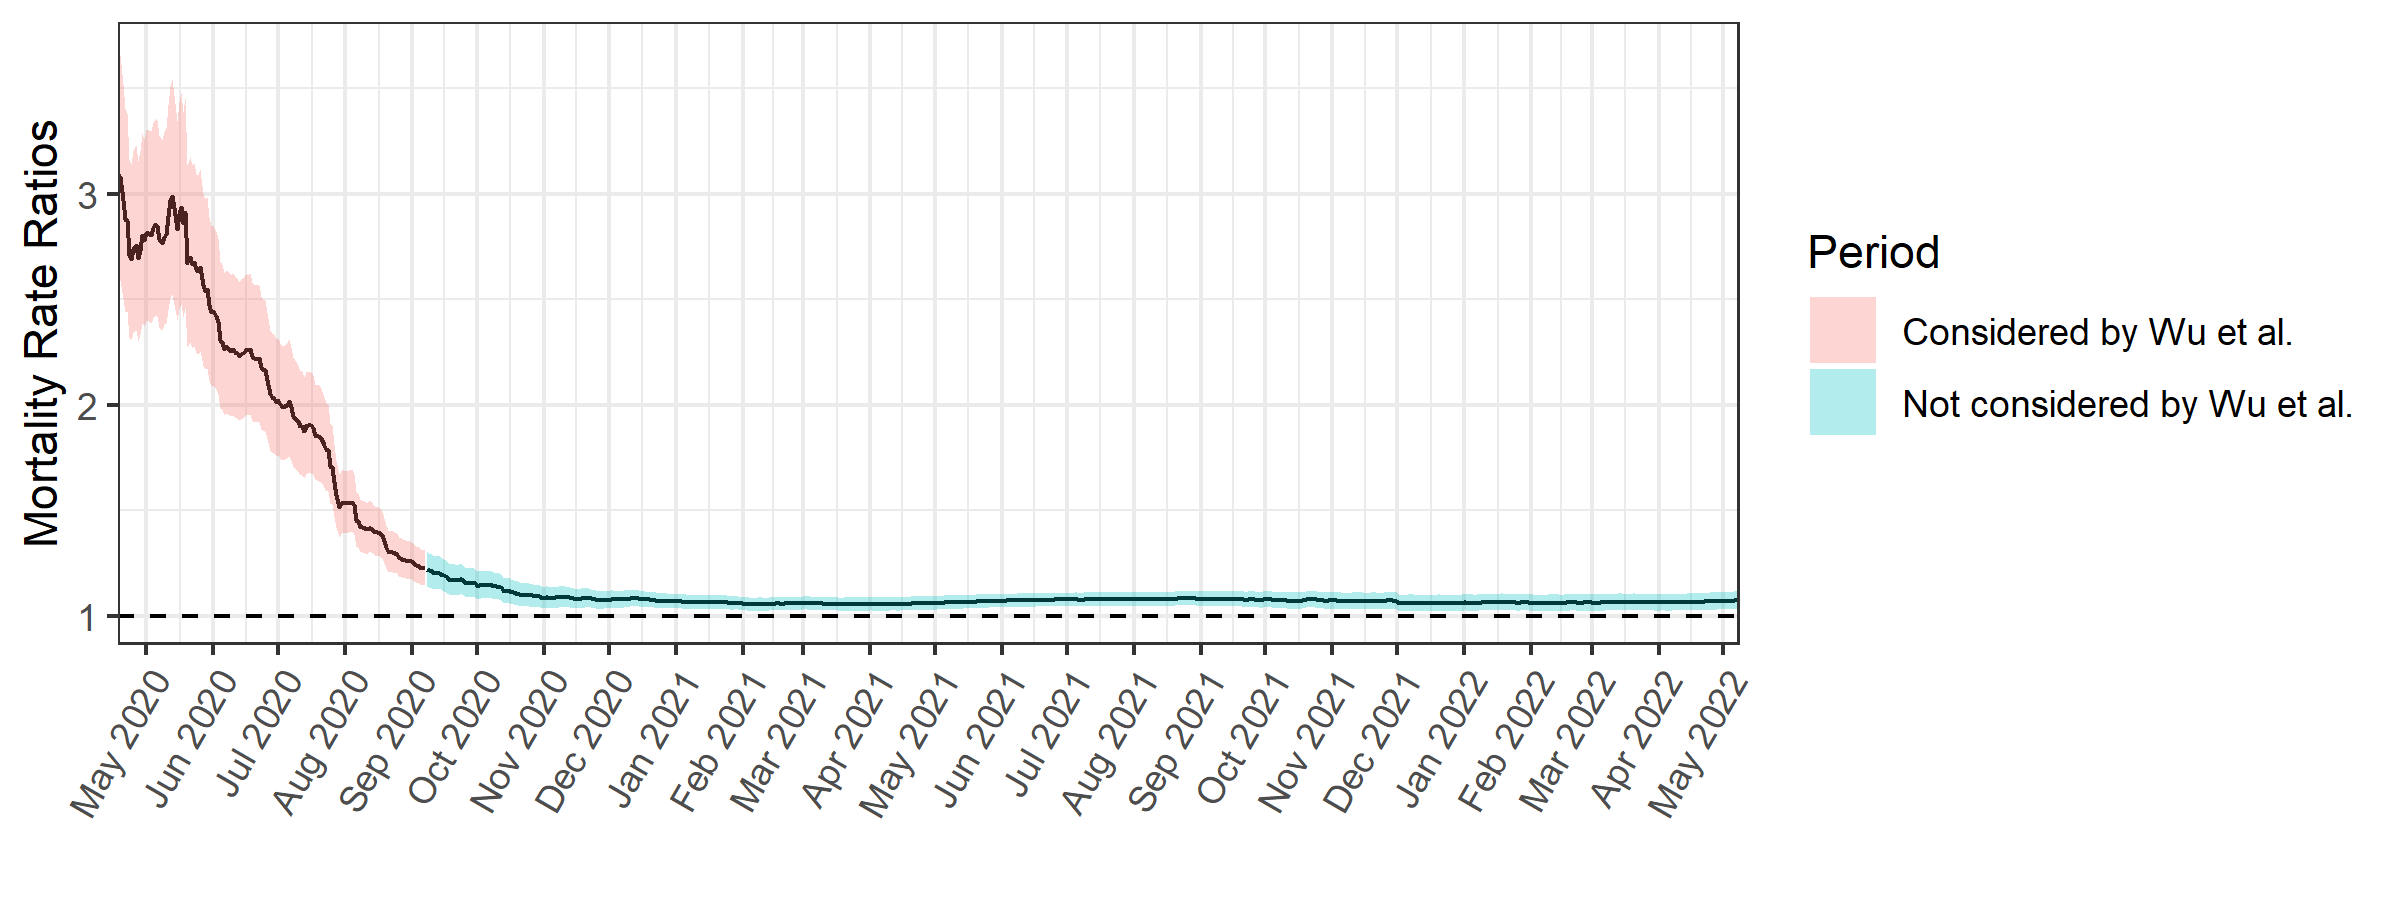 Mortality Rate Ratios
3
2
1
May 2020
Jun 2020
Jul 2020
Aug 2020
Sep 2020
Oct 2020
Nov 2020
Dec 2020
Jan 2021
Feb 2021
Mar 2021
Apr 2021
May 2021
Jun 2021
Jul 2021
Aug 2021
Sep 2021
Oct 2021
Nov 2021
Dec 2021
Jan 2022
Feb 2022
Mar 2022
Apr 2022
May 2022
Period
Considered by Wu et al.
Not considered by Wu et al.